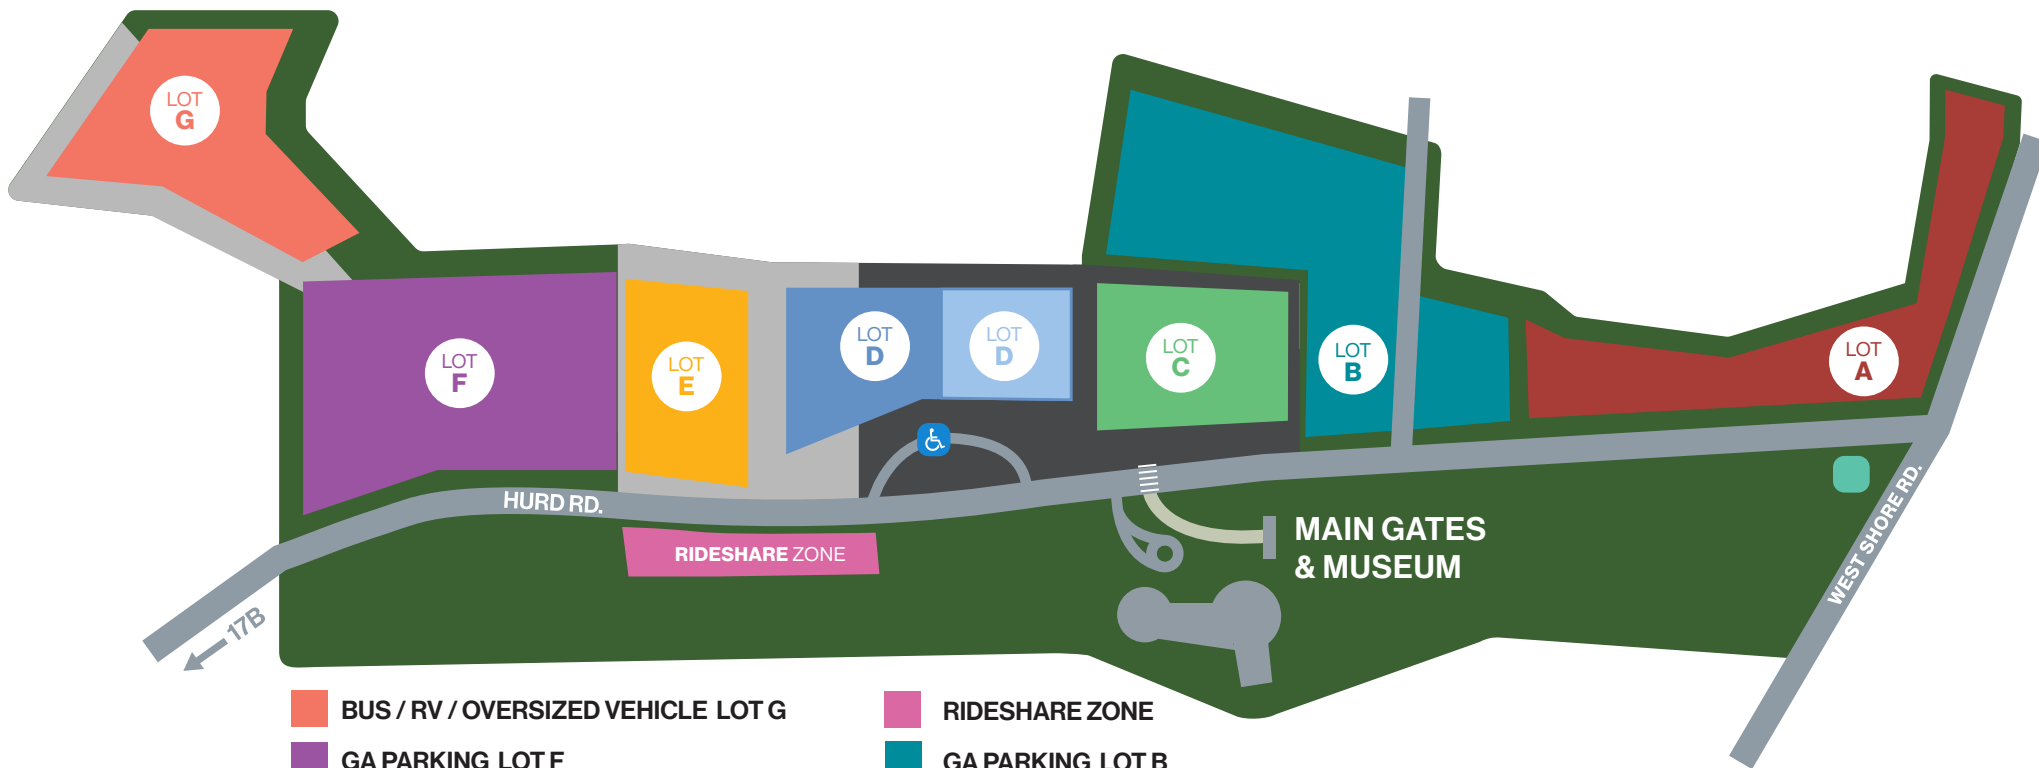 LOT
G
LOT
F
LOT
E
LOT
D
LOT
D
LOT
C
LOT
B
LOT
A
HURD RD.
RIDESHARE ZONE
MAIN GATES
& MUSEUM
WEST SHORE RD.
17B
BUS / RV / OVERSIZED VEHICLE LOT G
RIDESHARE ZONE
GA PARKING LOT F
GA PARKING LOT B